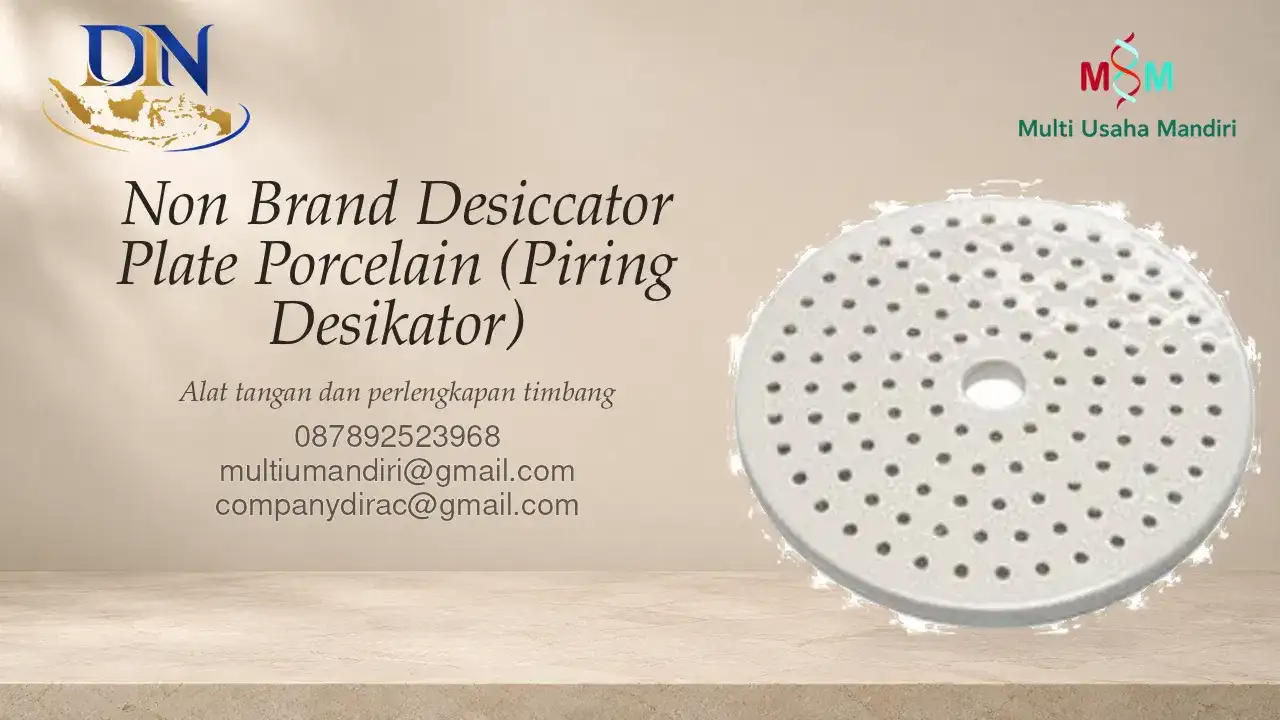 DN
M M
Multi Usaha Mandiri
Non Brand Desiccator
Plate Porcelain (Piring
Desikator)
Alat tangan dan perlengkapan timbang
087892523968
multiumandiri@gmail.com
companydirac@gmail.com